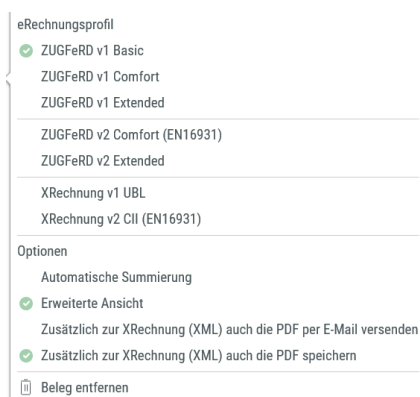 eRechnungsprofil
ZUGFeRD v1 Basic
ZUGFeRD v1 Comfort
ZUGFeRD v1 Extended
ZUGFeRD v2 Comfort (EN16931)
ZUGFeRD v2 Extended
XRechnung v1 UBL
XRechnung v2 CII (EN16931)
Optionen
Automatische Summierung
Erweiterte Ansicht
Zusätzlich zur XRechnung (XML) auch die PDF per E-Mail versenden
Zusätzlich zur XRechnung (XML) auch die PDF speichern
Beleg entfernen